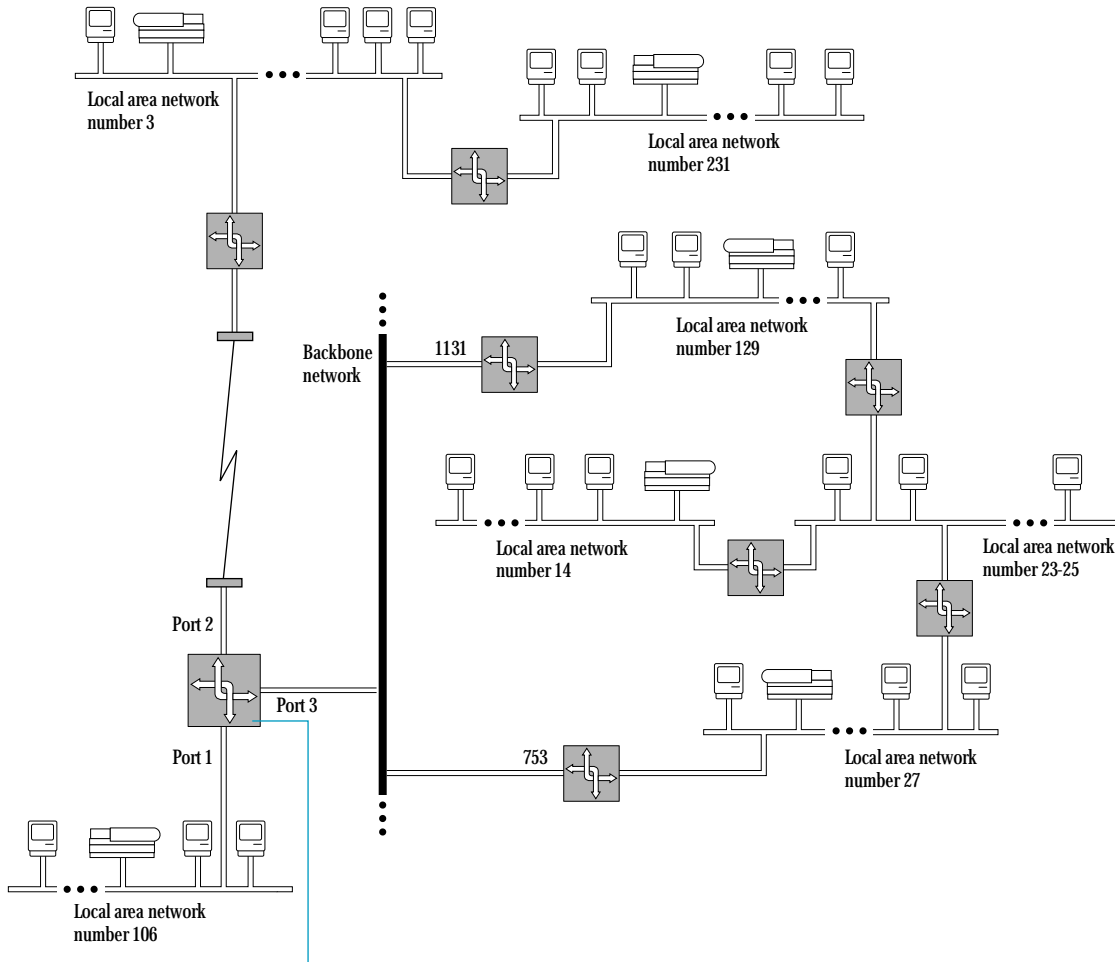 Local area network
number 3
Local area network
number 231
Local area network
number 129
Backbone
network
1131
Local area network
number 14
Local area network
number 23-25
Port 2
Port 3
Port 1
753
Local area network
number 27
Local area network
number 106